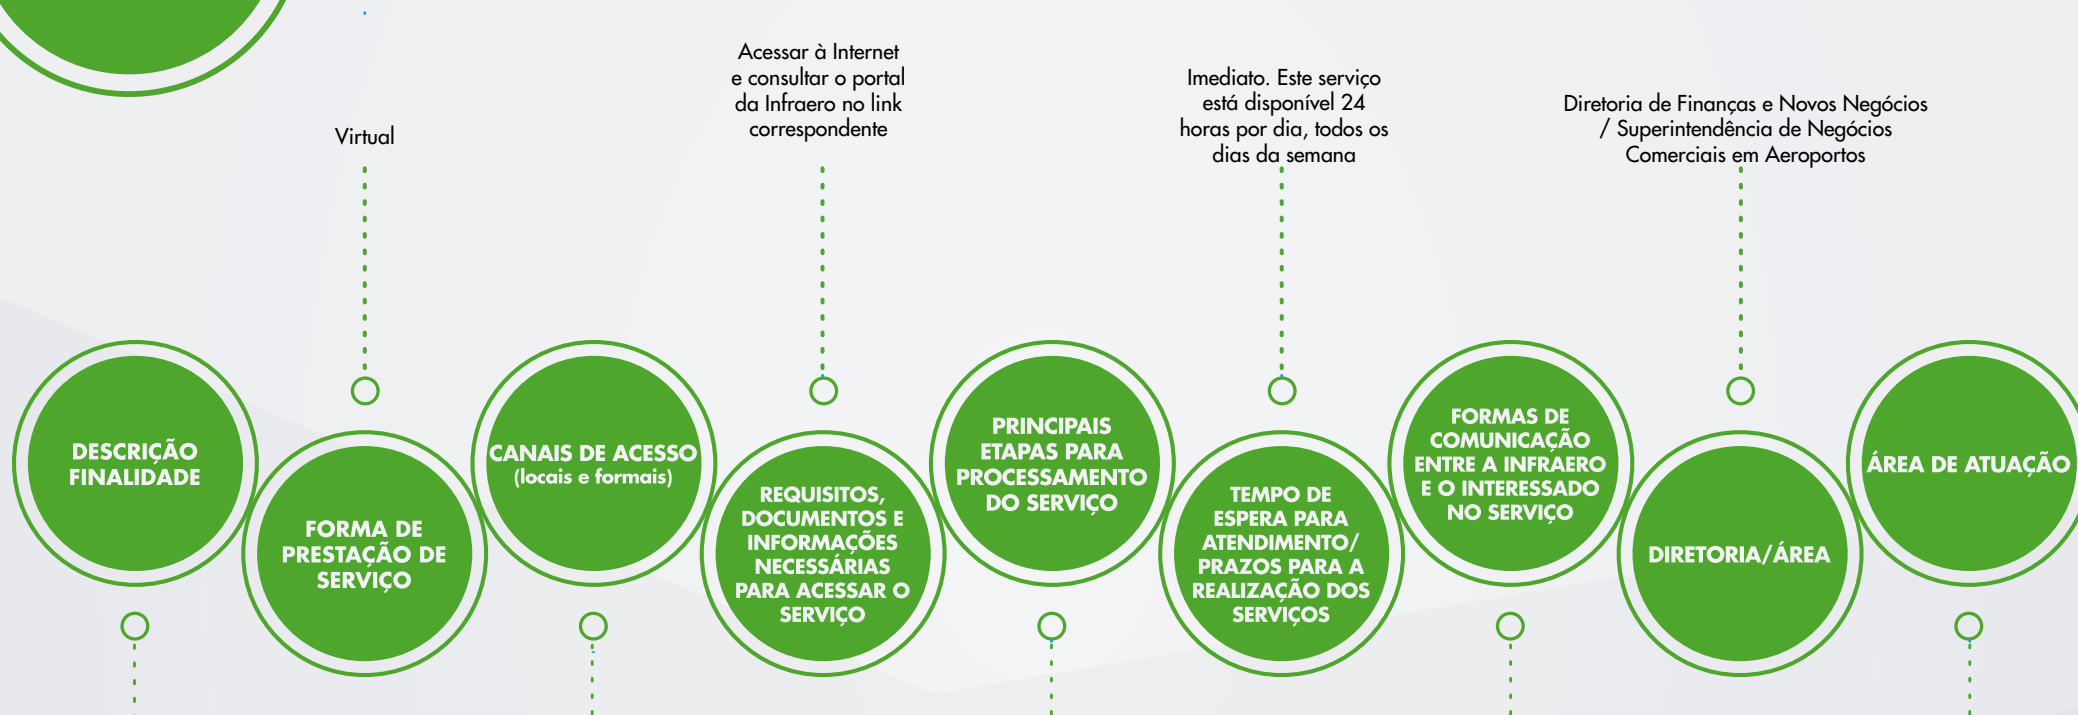 Virtual
Acessar à Internet
e consultar o portal
da Infraero no link
correspondente
Imediato. Este serviço
está disponível 24
horas por dia, todos os
dias da semana
Diretoria de Finanças e Novos Negócios
/ Superintendência de Negócios
Comerciais em Aeroportos
DESCRIÇÃO
FINALIDADE
FORMA DE
PRESTAÇÃO DE
SERVIÇO
CANAIS DE ACESSO
(locais e formais)
REQUISITOS,
DOCUMENTOS E
INFORMAÇÕES
NECESSÁRIAS
PARA ACESSAR O
SERVIÇO
PRINCIPAIS
ETAPAS PARA
PROCESSAMENTO
DO SERVIÇO
TEMPO DE
ESPERA PARA
ATENDIMENTO/
PRAZOS PARA A
REALIZAÇÃO DOS
SERVIÇOS
FORMAS DE
COMUNICAÇÃO
ENTRE A INFRAERO
E O INTERESSADO
NO SERVIÇO
DIRETORIA/ÁREA
ÁREA DE ATUAÇÃO